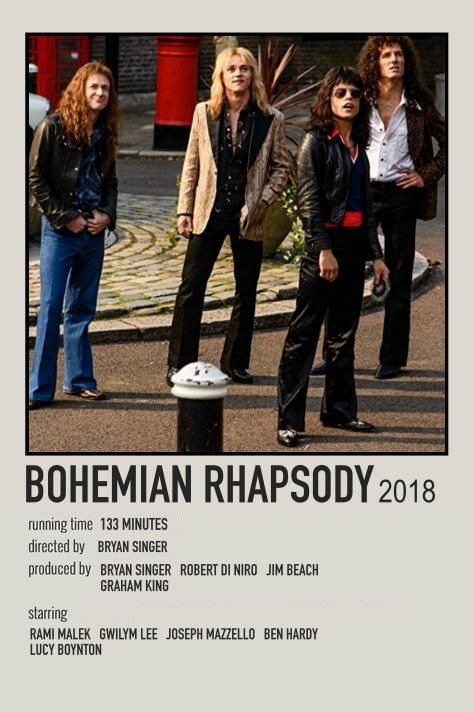 BOHEMIAN RHAPSODY 2018
running time 133 MINUTES
directed by BRYAN SINGER
produced by BRYAN SINGER ROBERT DI NIRO JIM BEACH
GRAHAM KING
starring
RAMI MALEK GWILYM LEE JOSEPH MAZZELLO BEN HARDY
LUCY BOYNTON